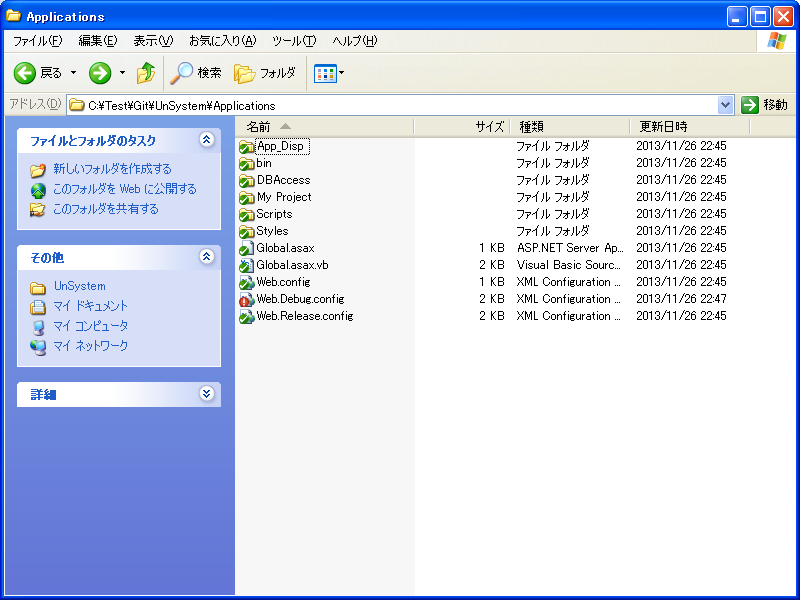 Applications
ファイル(F) 編集(E) 表示(V) お気に入り(A) ツール(T) ヘルプ(H)
戻る 検索 フォルダ
アドレス(D) C:¥Test¥Git¥UnSystem¥Applications 移動
ファイルとフォルダのタスク
新しいフォルダを作成する
このフォルダを Web に公開する
このフォルダを共有する
その他
UnSystem
マイ ドキュメント
マイ コンピュータ
マイ ネットワーク
詳細
名前 サイズ 種類 更新日時
App_Disp ファイル フォルダ 2013/11/26 22:45
bin ファイル フォルダ 2013/11/26 22:45
DBAccess ファイル フォルダ 2013/11/26 22:45
My Project ファイル フォルダ 2013/11/26 22:45
Scripts ファイル フォルダ 2013/11/26 22:45
Styles ファイル フォルダ 2013/11/26 22:45
Global.asax 1 KB ASP.NET Server Ap... 2013/11/26 22:45
Global.asax.vb 2 KB Visual Basic Sourc... 2013/11/26 22:45
Web.config 1 KB XML Configuration ... 2013/11/26 22:45
Web.Debug.config 2 KB XML Configuration ... 2013/11/26 22:47
Web.Release.config 2 KB XML Configuration ... 2013/11/26 22:45